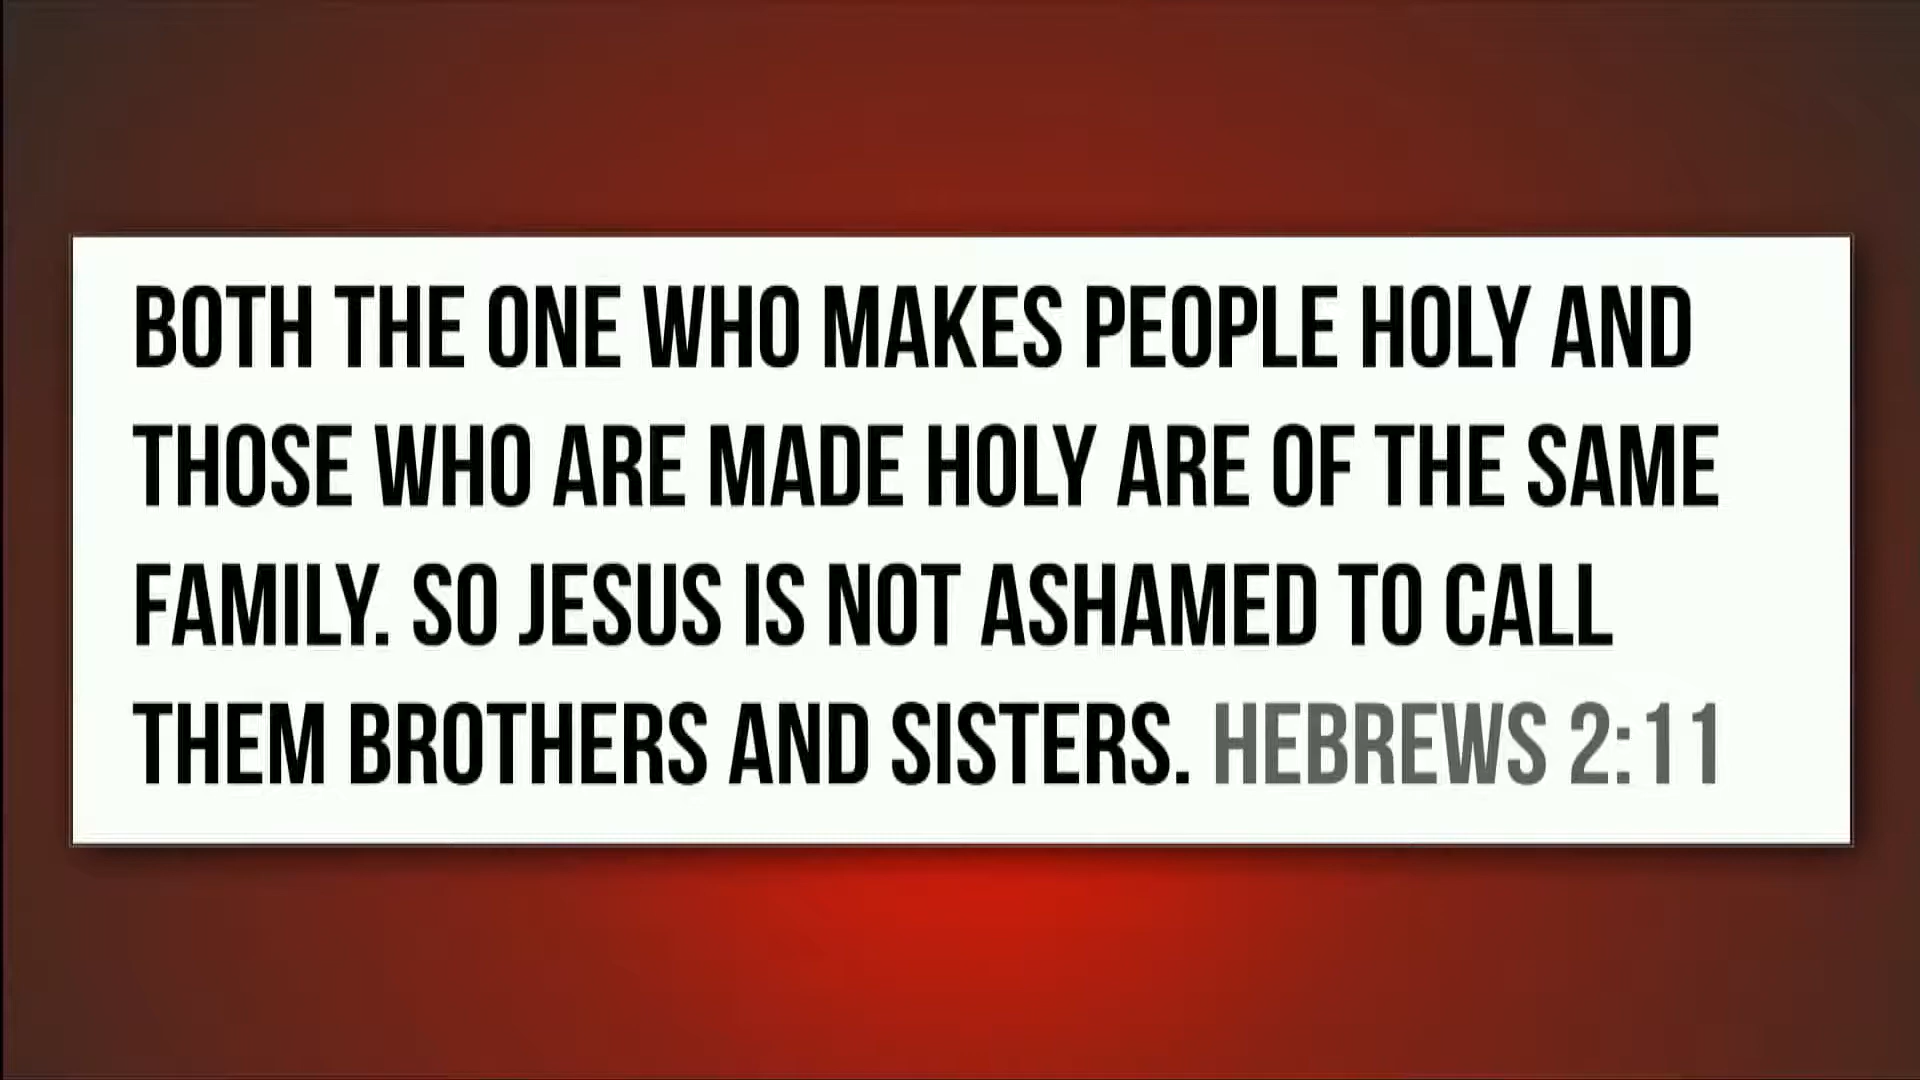 BOTH THE ONE WHO MAKES PEOPLE HOLY AND
THOSE WHO ARE MADE HOLY ARE OF THE SAME
FAMILY. SO JESUS IS NOT ASHAMED TO CALL
THEM BROTHERS AND SISTERS. HEBREWS 2:11